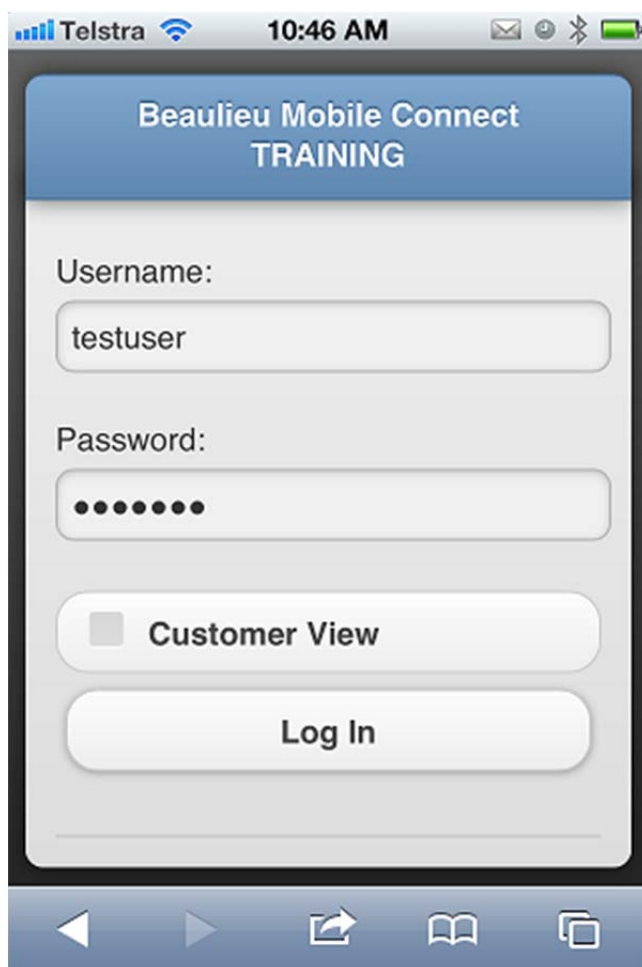 Telstra 10:46 AM
Beaulieu Mobile Connect
TRAINING
Username:
testuser
Password:
•••••••
Customer View
Log In